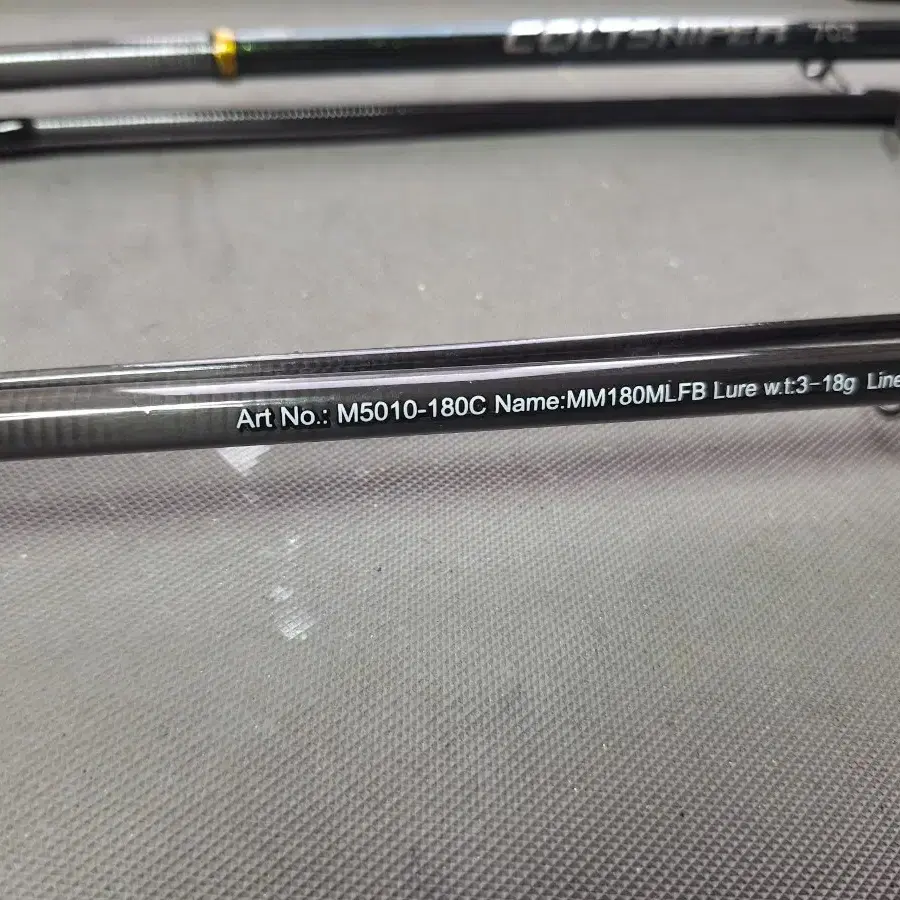 COLTSNIPER 702
Art No.: M5010-180C Name:MM180MLFB Lure w.t:3-18g Line